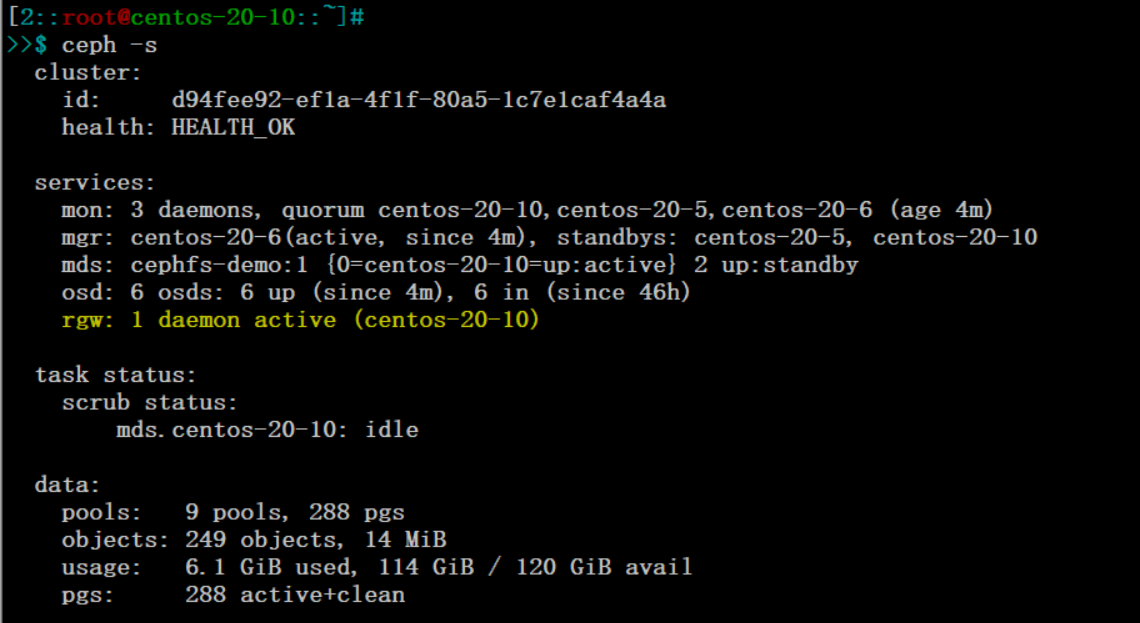 [2::root@centos-20-10::~]#
>>$ ceph -s
  cluster:
    id:     d94fee92-ef1a-4f1f-80a5-1c7e1caf4a4a
    health: HEALTH_OK

  services:
    mon: 3 daemons, quorum centos-20-10,centos-20-5,centos-20-6 (age 4m)
    mgr: centos-20-6(active, since 4m), standbys: centos-20-5, centos-20-10
    mds: cephfs-demo:1 {0=centos-20-10=up:active} 2 up:standby
    osd: 6 osds: 6 up (since 4m), 6 in (since 46h)
    rgw: 1 daemon active (centos-20-10)

  task status:
    scrub status:
        mds.centos-20-10: idle

  data:
    pools:   9 pools, 288 pgs
    objects: 249 objects, 14 MiB
    usage:   6.1 GiB used, 114 GiB / 120 GiB avail
    pgs:     288 active+clean